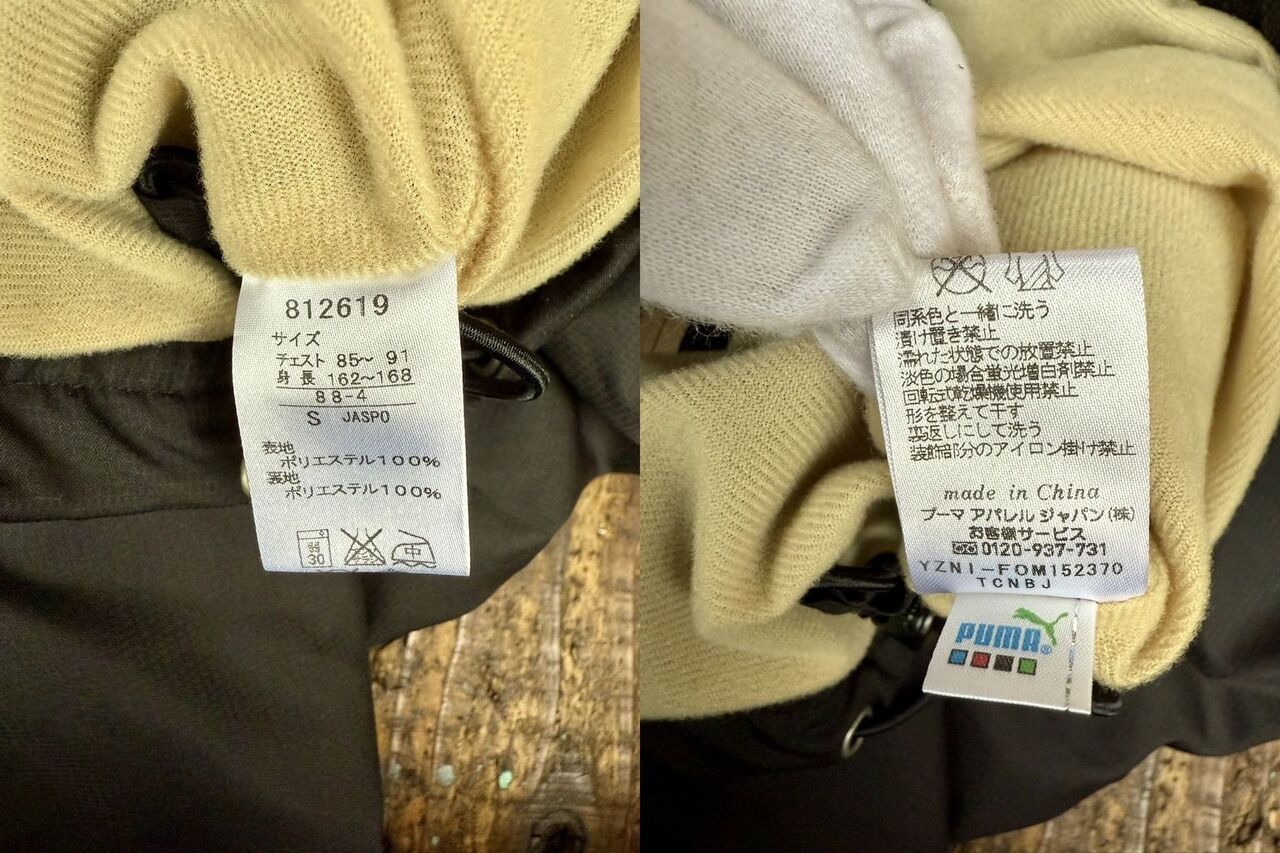 812619
サイズ
チェスト 85〜 91
身 長 162〜168
88-4
S JASPO
表地
ポリエステル100%
裏地
ポリエステル100%
弱
30
中
同系色と一緒に洗う
漬け置き禁止
濡れた状態での放置禁止
淡色の場合蛍光増白剤禁止
回転式乾燥機使用禁止
形を整えて干す
裏返しにして洗う
装飾部分のアイロン掛け禁止
made in China
プーマ アパレル ジャパン(株)
お客様サービス
0120-937-731
YZNI-FOM152370
TCNBJ
PUMA®